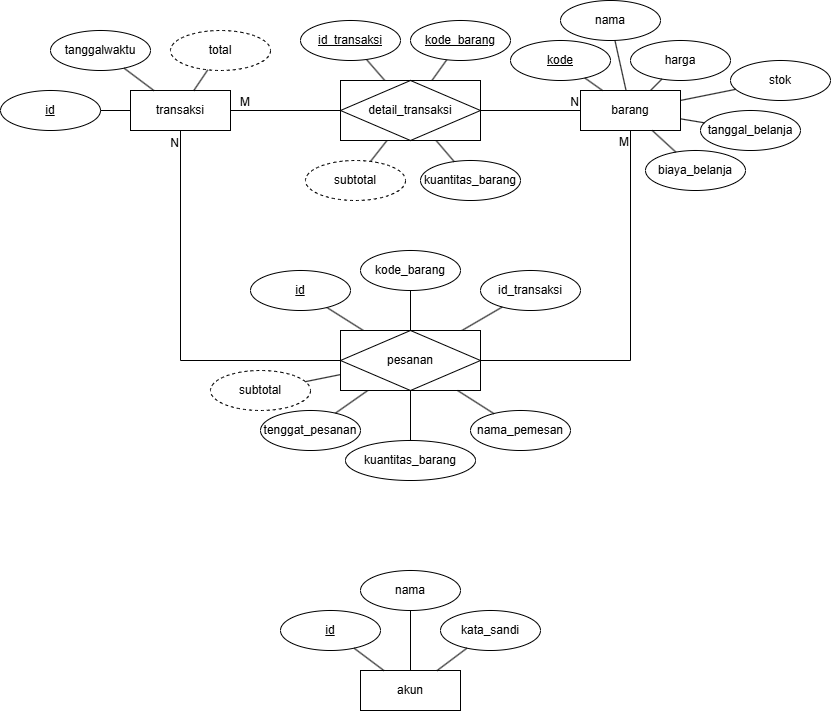 nama
tanggalwaktu
total
id_transaksi
kode_barang
kode
harga
stok
id
transaksi
M
detail_transaksi
N
barang
tanggal_belanja
N
M
subtotal
kuantitas_barang
biaya_belanja
kode_barang
id
id_transaksi
pesanan
subtotal
tenggat_pesanan
nama_pemesan
kuantitas_barang
nama
id
kata_sandi
akun